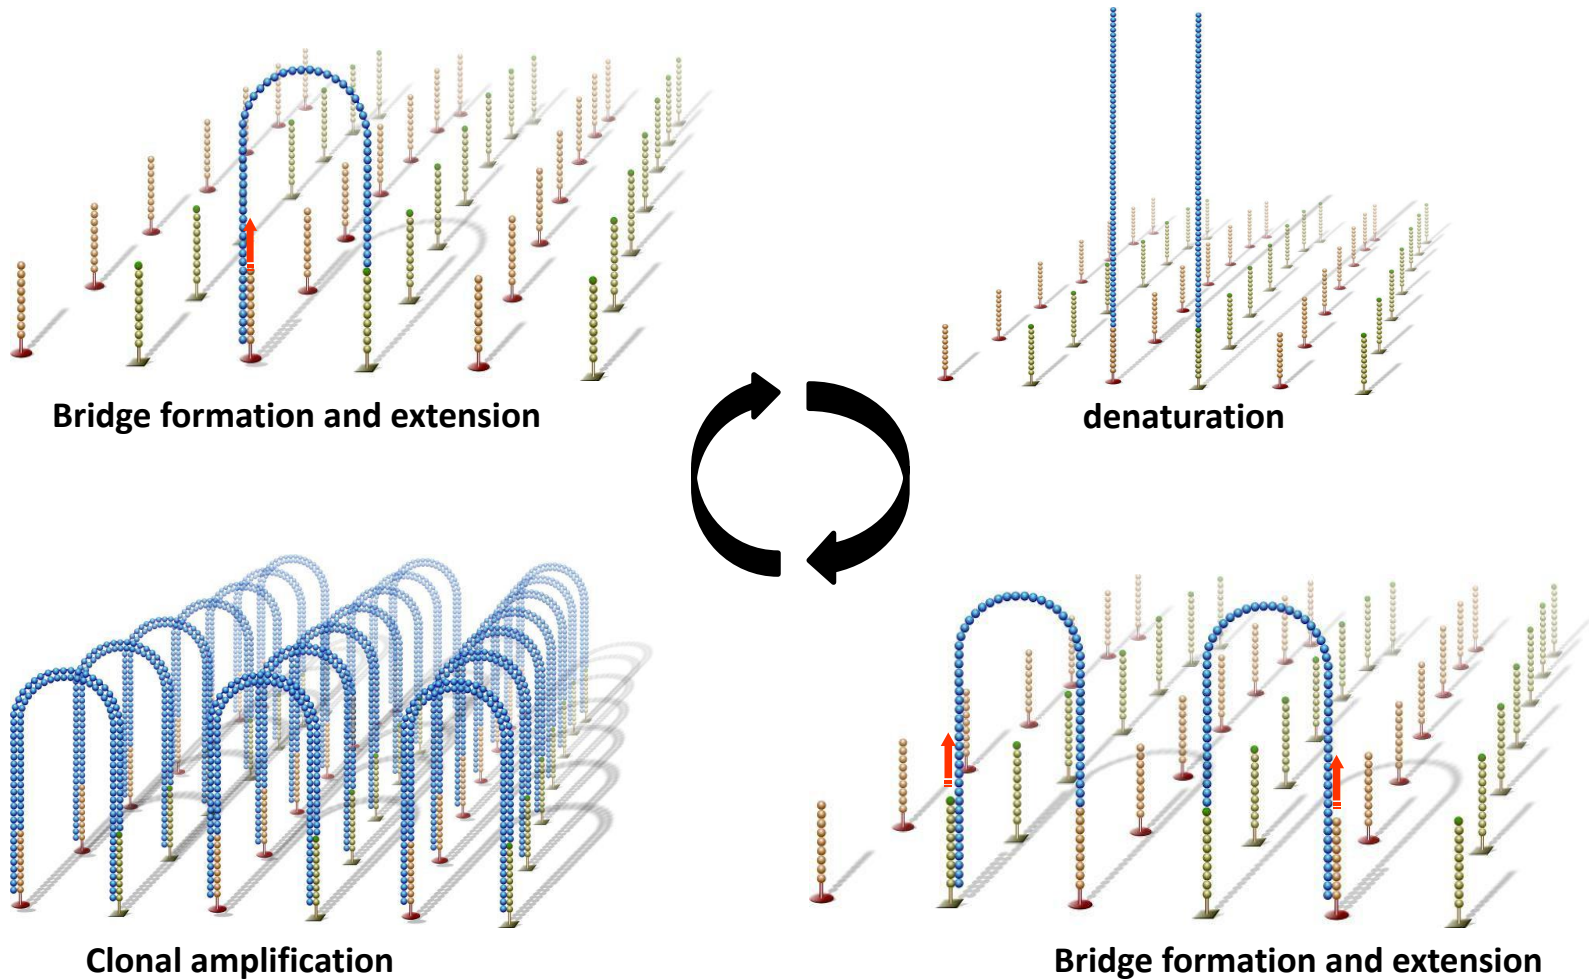 Bridge formation and extension
denaturation
Clonal amplification
Bridge formation and extension